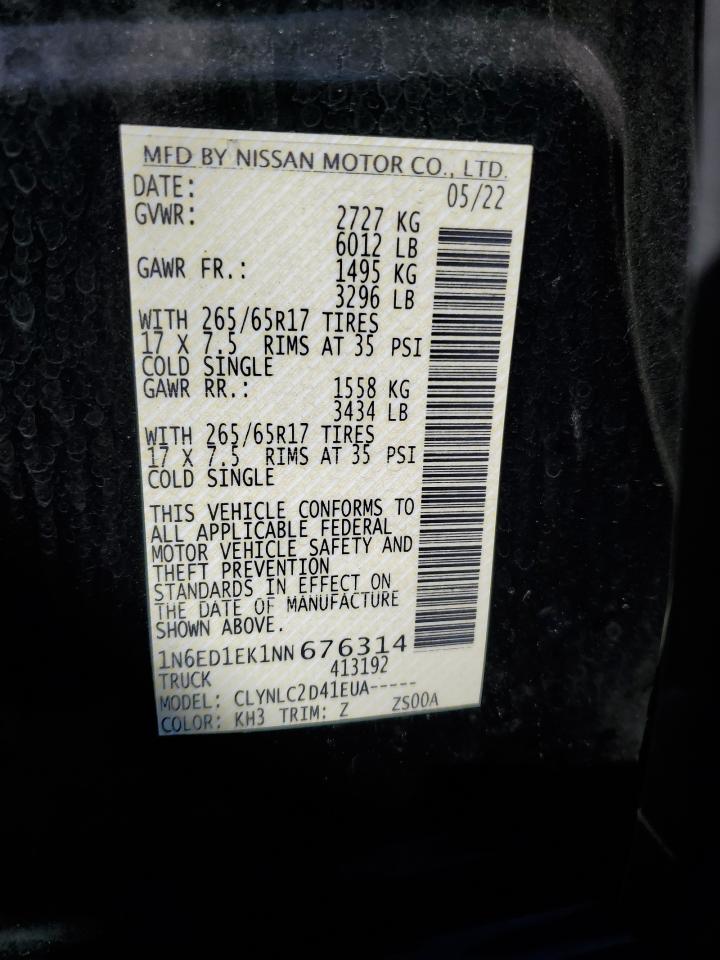 MFD BY NISSAN MOTOR CO., LTD.
DATE: 05/22
GVWR: 2727 KG
6012 LB
GAWR FR.: 1495 KG
3296 LB
WITH 265/65R17 TIRES
17 X 7.5 RIMS AT 35 PSI
COLD SINGLE
GAWR RR.: 1558 KG
3434 LB
WITH 265/65R17 TIRES
17 X 7.5 RIMS AT 35 PSI
COLD SINGLE
THIS VEHICLE CONFORMS TO
ALL APPLICABLE FEDERAL
MOTOR VEHICLE SAFETY AND
THEFT PREVENTION
STANDARDS IN EFFECT ON
THE DATE OF MANUFACTURE
SHOWN ABOVE.
1N6ED1EK1NN676314
TRUCK 413192
MODEL: CLYNLC2D41EUA-----
COLOR: KH3 TRIM: Z ZS00A